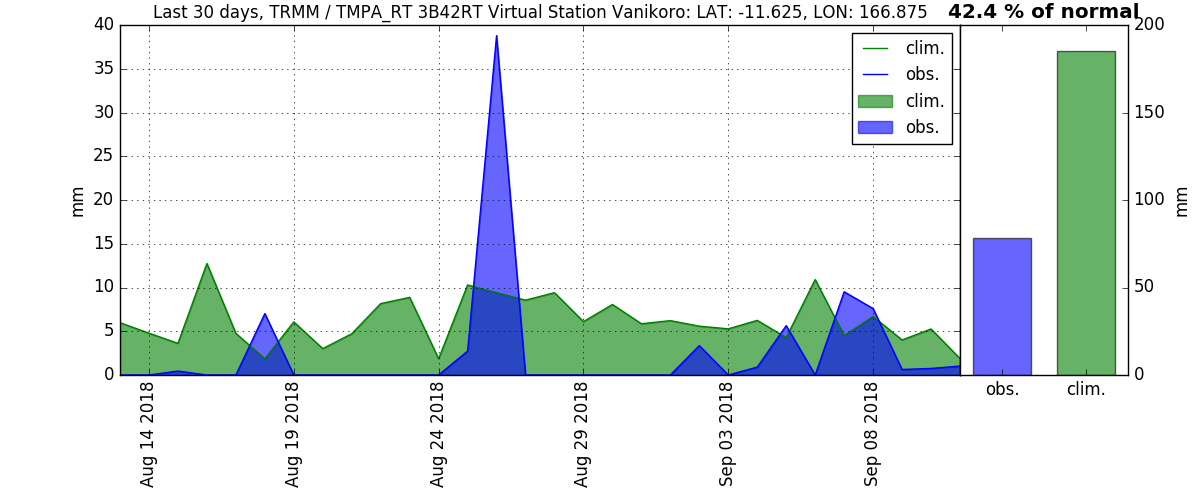 Last 30 days, TRMM / TMPA_RT 3B42RT Virtual Station Vanikoro: LAT: -11.625, LON: 166.875
42.4 % of normal
40
35
30
25
20
15
10
5
0
mm
clim.
obs.
clim.
obs.
Aug 14 2018
Aug 19 2018
Aug 24 2018
Aug 29 2018
Sep 03 2018
Sep 08 2018
200
150
100
50
0
mm
obs.
clim.